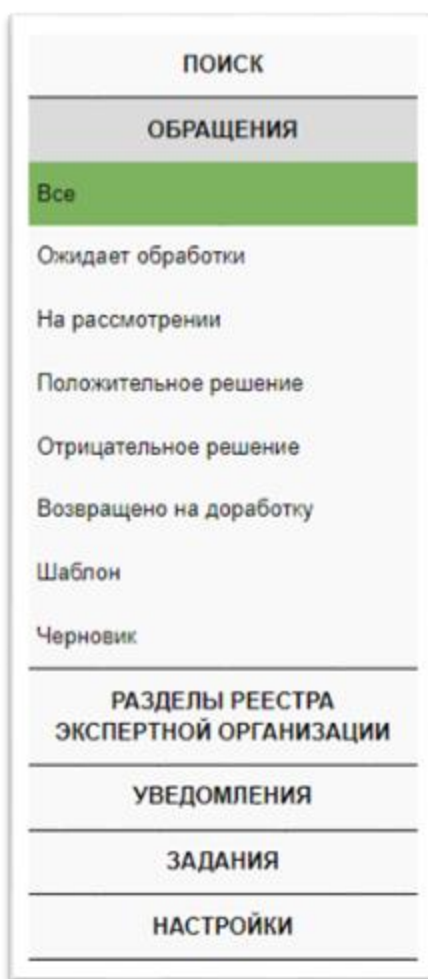 ПОИСК
ОБРАЩЕНИЯ
Все
Ожидает обработки
На рассмотрении
Положительное решение
Отрицательное решение
Возвращено на доработку
Шаблон
Черновик
РАЗДЕЛЫ РЕЕСТРА
ЭКСПЕРТНОЙ ОРГАНИЗАЦИИ
УВЕДОМЛЕНИЯ
ЗАДАНИЯ
НАСТРОЙКИ